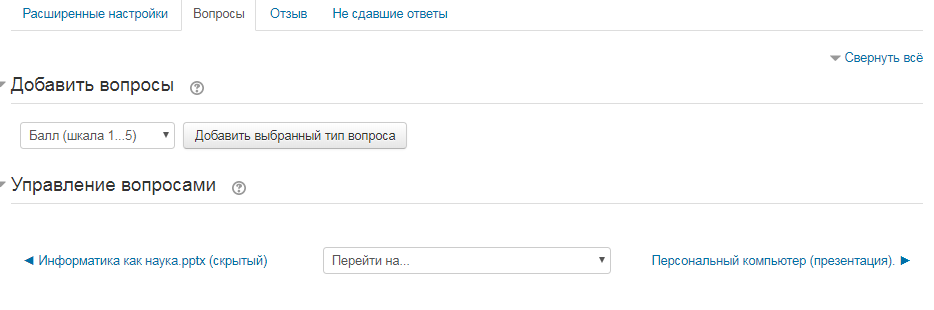 Расширенные настройки Вопросы Отзыв Не сдавшие ответы
Свернуть всё
Добавить вопросы
Балл (шкала 1...5) Добавить выбранный тип вопроса
Управление вопросами
◄ Информатика как наука.pptx (скрытый) Перейти на... Персональный компьютер (презентация). ►